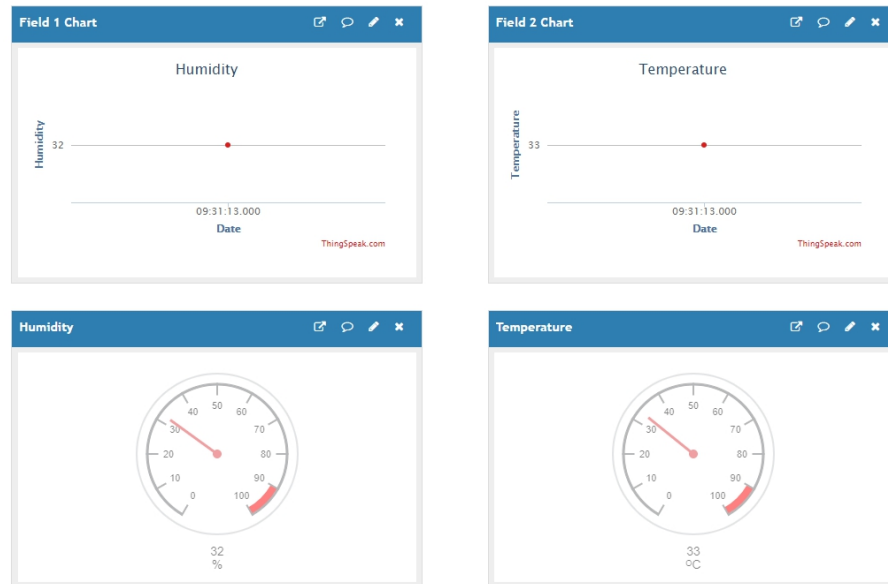 Field 1 Chart
Humidity
Humidity
32
09:31:13.000
Date
ThingSpeak.com
Field 2 Chart
Temperature
Temperature
33
09:31:13.000
Date
ThingSpeak.com
Humidity
0
10
20
30
40
50
60
70
80
90
100
32
%
Temperature
0
10
20
30
40
50
60
70
80
90
100
33
ºC